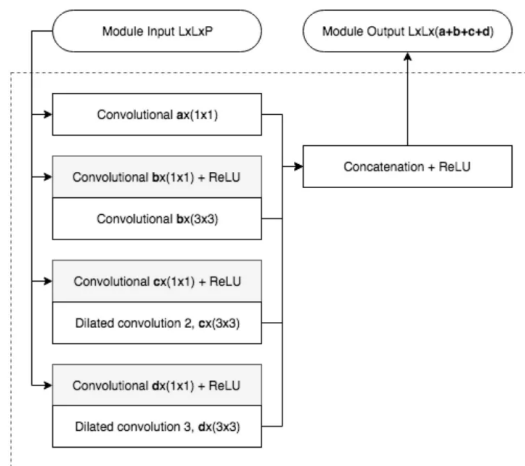 Module Input LxLxP
Module Output LxLx(a+b+c+d)
Convolutional ax(1x1)
Convolutional bx(1x1) + ReLU
Convolutional bx(3x3)
Concatenation + ReLU
Convolutional cx(1x1) + ReLU
Dilated convolution 2, cx(3x3)
Convolutional dx(1x1) + ReLU
Dilated convolution 3, dx(3x3)